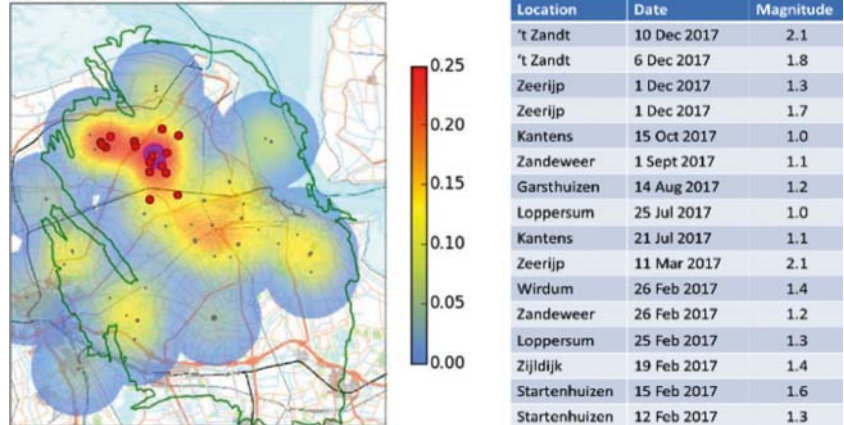 0.25
0.20
0.15
0.10
0.05
0.00
Location Date Magnitude
‘t Zandt 10 Dec 2017 2.1
‘t Zandt 6 Dec 2017 1.8
Zeerijp 1 Dec 2017 1.3
Zeerijp 1 Dec 2017 1.7
Kantens 15 Oct 2017 1.0
Zandeweer 1 Sept 2017 1.1
Garsthuizen 14 Aug 2017 1.2
Loppersum 25 Jul 2017 1.0
Kantens 21 Jul 2017 1.1
Zeerijp 11 Mar 2017 2.1
Wirdum 26 Feb 2017 1.4
Zandeweer 26 Feb 2017 1.2
Loppersum 25 Feb 2017 1.3
Zijldijk 19 Feb 2017 1.4
Startenhuizen 15 Feb 2017 1.6
Startenhuizen 12 Feb 2017 1.3